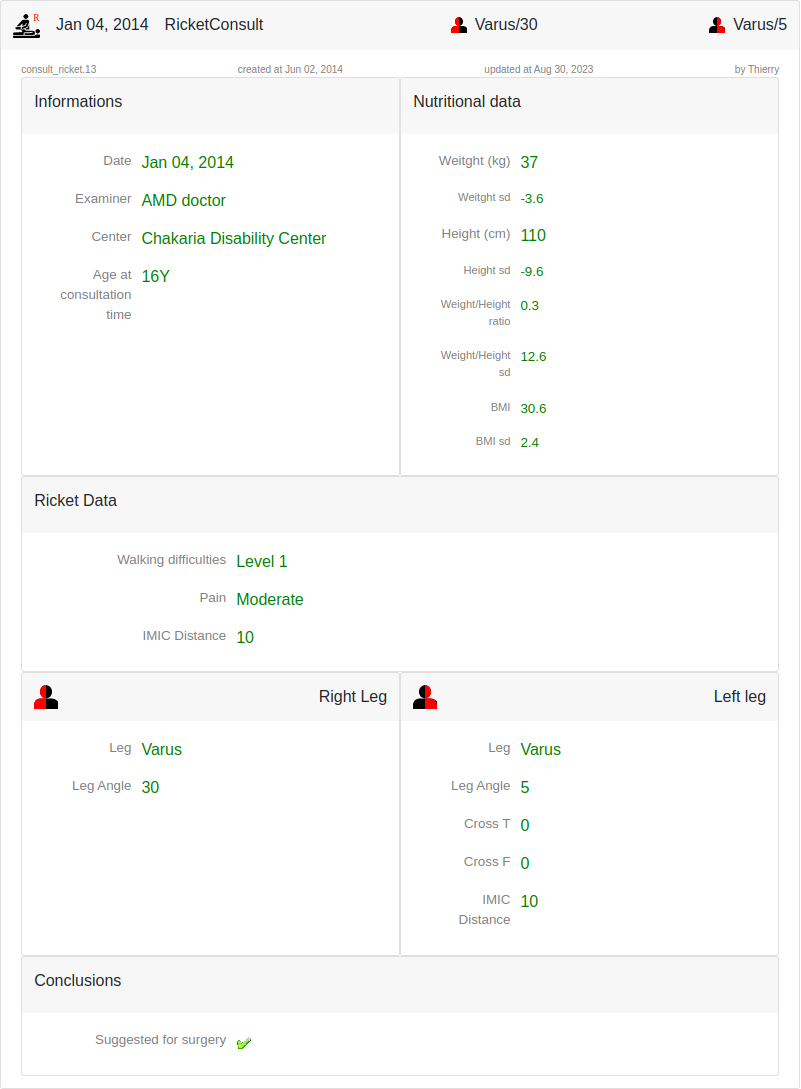 R
Jan 04, 2014 RicketConsult Varus/30 Varus/5
consult_ricket.13 created at Jun 02, 2014 updated at Aug 30, 2023 by Thierry
Informations
Date Jan 04, 2014
Examiner AMD doctor
Center Chakaria Disability Center
Age at 16Y
consultation
time
Nutritional data
Weitght (kg) 37
Weitght sd -3.6
Height (cm) 110
Height sd -9.6
Weight/Height 0.3
ratio
Weight/Height 12.6
sd
BMI 30.6
BMI sd 2.4
Ricket Data
Walking difficulties Level 1
Pain Moderate
IMIC Distance 10
Right Leg
Leg Varus
Leg Angle 30
Left leg
Leg Varus
Leg Angle 5
Cross T 0
Cross F 0
IMIC 10
Distance
Conclusions
Suggested for surgery